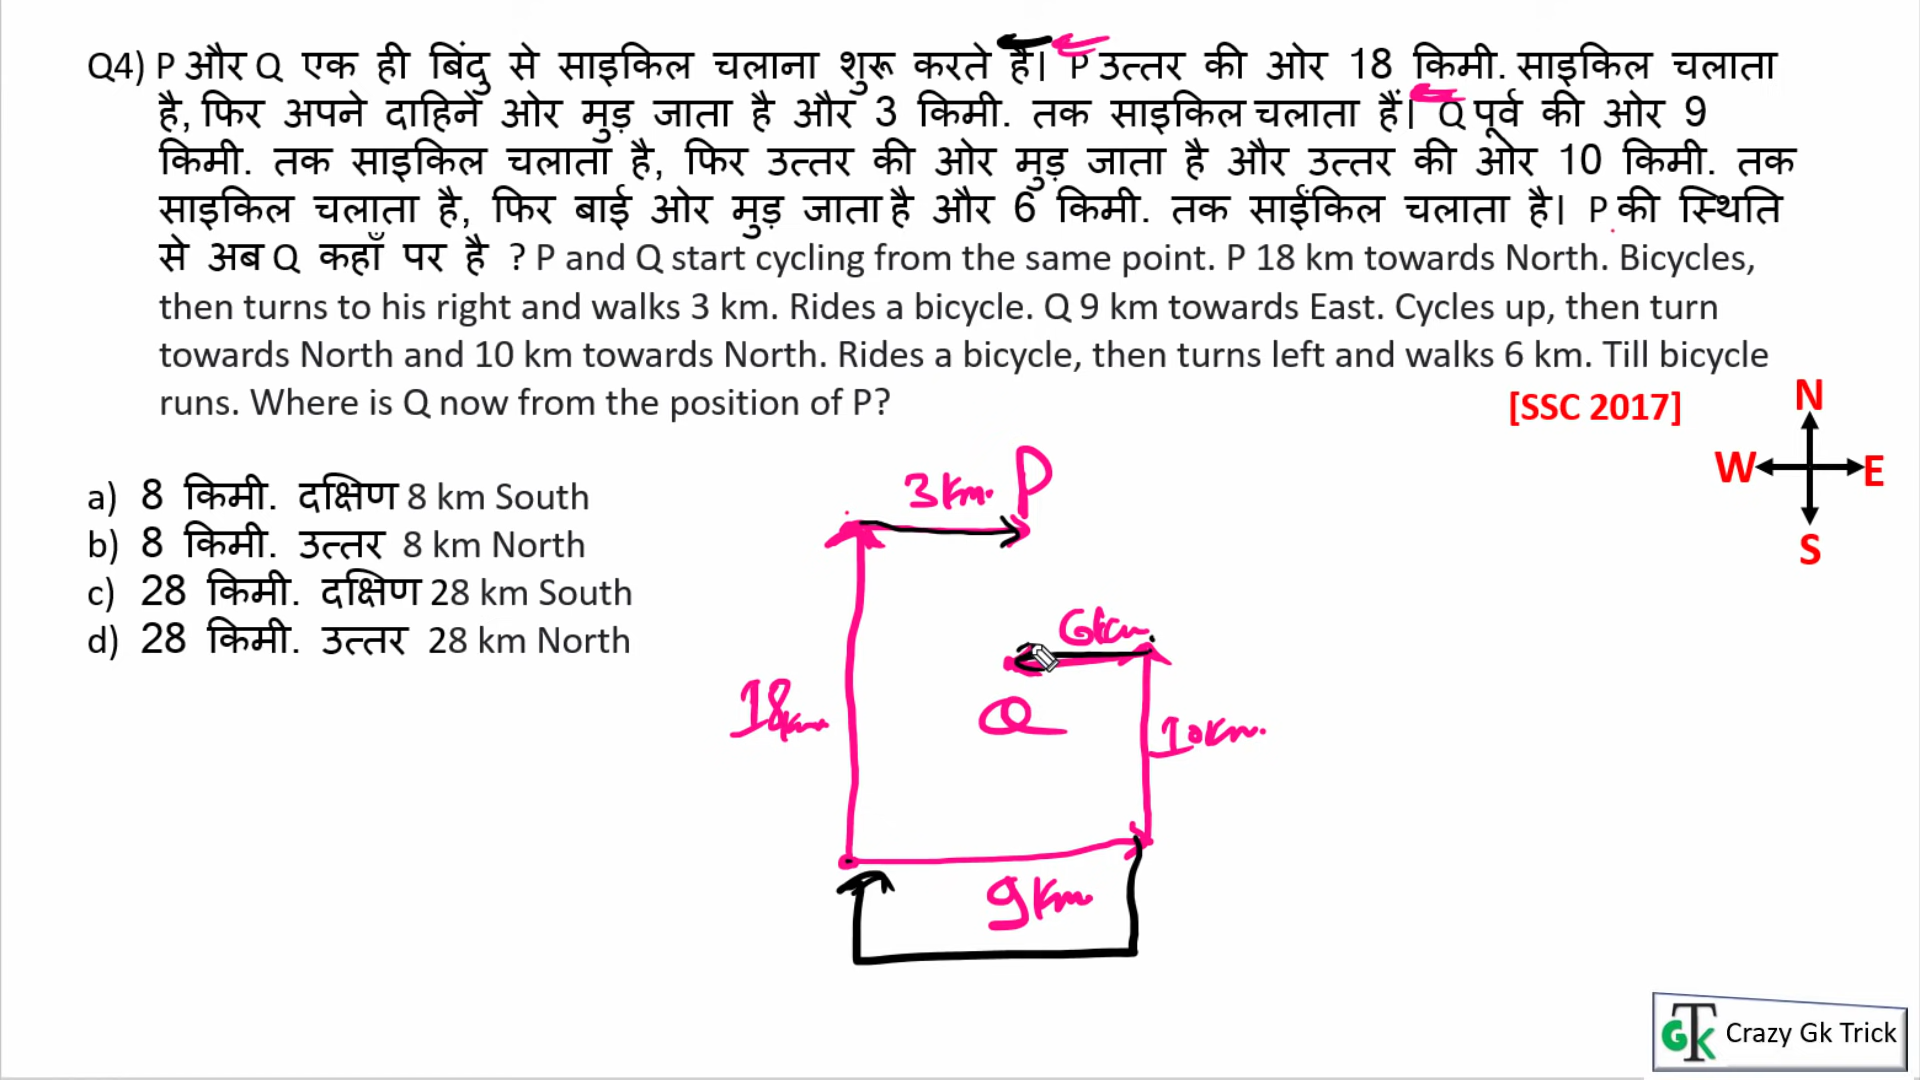 Q4) P और Q एक ही बिंदु से साइकिल चलाना शुरू करते हैं। P उत्तर की ओर 18 किमी. साइकिल चलाता
है, फिर अपने दाहिने ओर मुड़ जाता है और 3 किमी. तक साइकिल चलाता हैं। Q पूर्व की ओर 9
किमी. तक साइकिल चलाता है, फिर उत्तर की ओर मुड़ जाता है और उत्तर की ओर 10 किमी. तक
साइकिल चलाता है, फिर बाई ओर मुड़ जाता है और 6 किमी. तक साईकिल चलाता है। P की स्थिति
से अब Q कहाँ पर है ? P and Q start cycling from the same point. P 18 km towards North. Bicycles,
then turns to his right and walks 3 km. Rides a bicycle. Q 9 km towards East. Cycles up, then turn
towards North and 10 km towards North. Rides a bicycle, then turns left and walks 6 km. Till bicycle
runs. Where is Q now from the position of P?
[SSC 2017]
N
W E
S
a) 8 किमी. दक्षिण 8 km South
b) 8 किमी. उत्तर 8 km North
c) 28 किमी. दक्षिण 28 km South
d) 28 किमी. उत्तर 28 km North
3km. P
6km.
18km
Q
10km.
9km
GTK Crazy Gk Trick